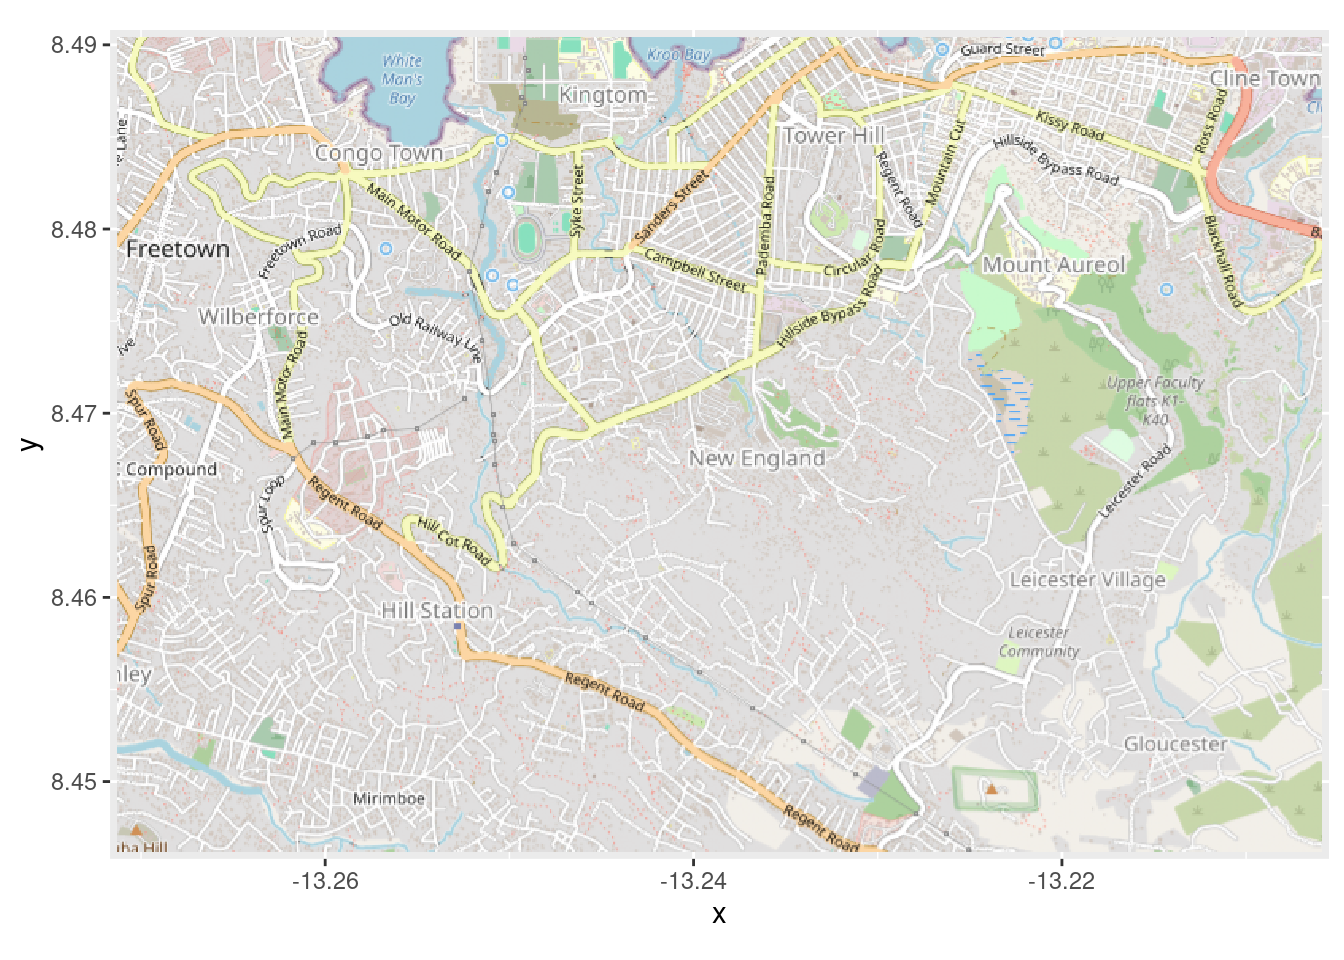 8.49
8.48
8.47
8.46
8.45
y
-13.26
-13.24
-13.22
x
White
Man's
Bay
Kroo Bay
Guard Street
Cline Town
Kingtom
Kissy Road
Ross Road
Tower Hill
Congo Town
Hillside Bypass Road
Main Motor Road
Syke Street
Sanders Street
Pademba Road
Regent Road
Mountain Cut
Freetown
Freetown Road
Campbell Street
Circular Road
Mount Aureol
Blackhall Road
Wilberforce
Old Railway Line
Hillside Bypass Road
Main Motor Road
Upper Faculty
flats K1-
K40
Spur Road
Compound
New England
Leicester Road
Spur Loop
Regent Road
Hill Cot Road
Spur Road
Hill Station
Leicester Village
Leicester
Community
nley
Regent Road
Gloucester
Mirimboe
Regent Road
s Lane
ive